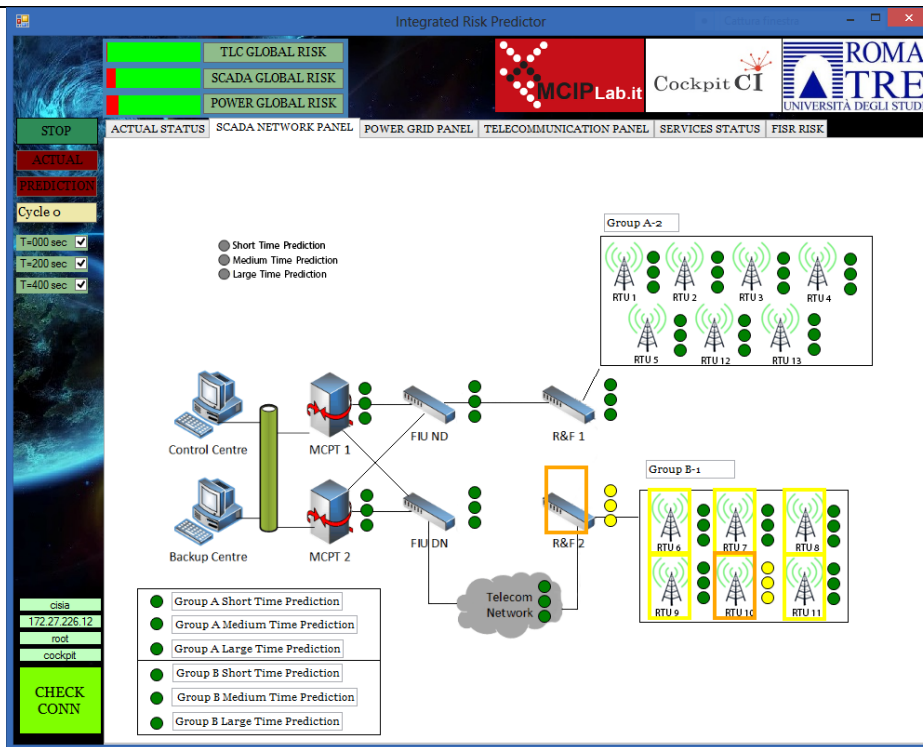 Integrated Risk Predictor
TLC GLOBAL RISK
SCADA GLOBAL RISK
POWER GLOBAL RISK
MCIPLab.it
CockpitCI
ROMA
TRE
UNIVERSITÀ DEGLI STUDI
STOP
ACTUAL STATUS
SCADA NETWORK PANEL
POWER GRID PANEL
TELECOMMUNICATION PANEL
SERVICES STATUS
FISR RISK
ACTUAL
PREDICTION
Cycle 0
T=000 sec
T=200 sec
T=400 sec
Short Time Prediction
Medium Time Prediction
Large Time Prediction
Group A-2
RTU 1
RTU 2
RTU 3
RTU 4
RTU 5
RTU 12
RTU 13
Control Centre
MCPT 1
FIU ND
R&F 1
Backup Centre
MCPT 2
FIU DN
R&F 2
Group B-1
RTU 6
RTU 7
RTU 8
RTU 9
RTU 10
RTU 11
Telecom
Network
Group A Short Time Prediction
Group A Medium Time Prediction
Group A Large Time Prediction
Group B Short Time Prediction
Group B Medium Time Prediction
Group B Large Time Prediction
cisia
172.27.226.12
root
cockpit
CHECK
CONN